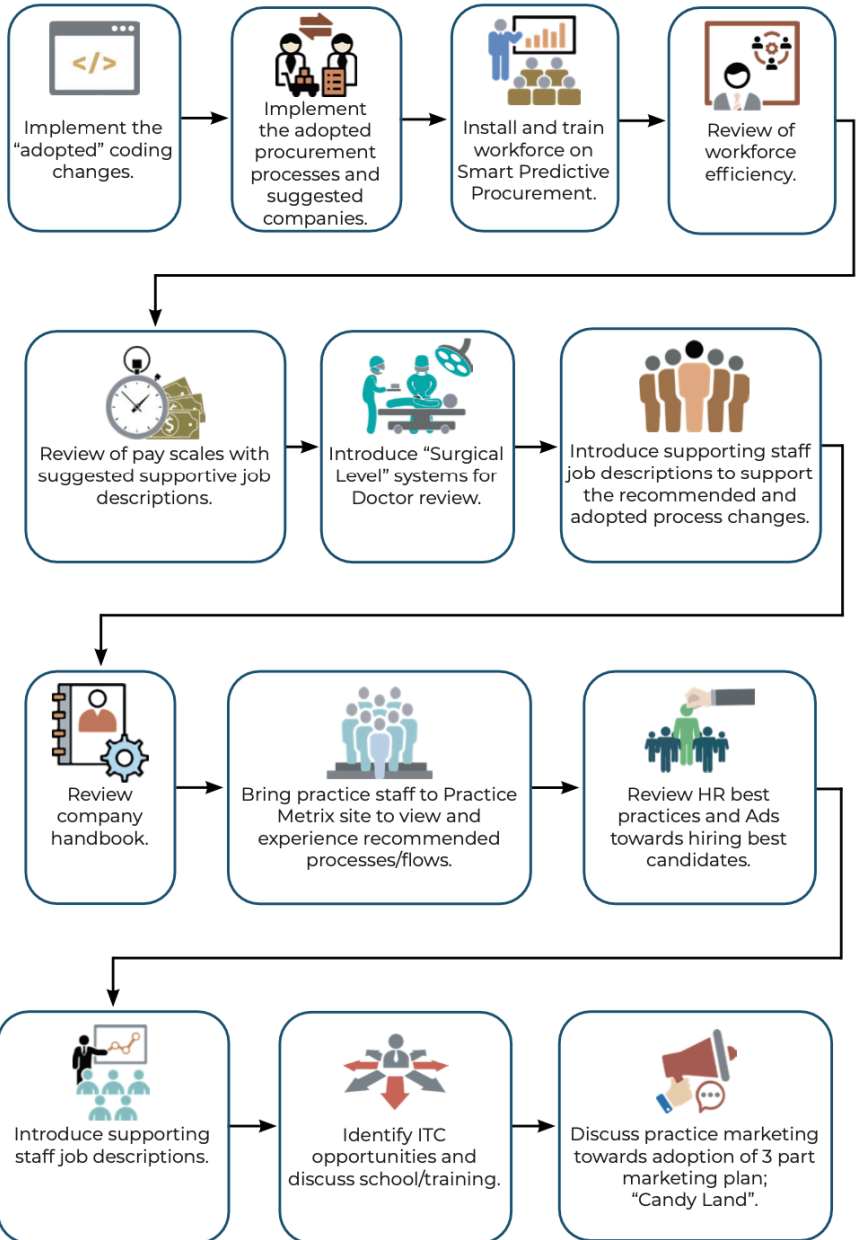 </>
Implement the
“adopted” coding
changes.
Implement
the adopted
procurement
processes and
suggested
companies.
Install and train
workforce on
Smart Predictive
Procurement.
Review of
workforce
efficiency.
$
Review of pay scales with
suggested supportive job
descriptions.
Introduce “Surgical
Level” systems for
Doctor review.
Introduce supporting staff
job descriptions to support
the recommended and
adopted process changes.
Review
company
handbook.
Bring practice staff to Practice
Metrix site to view and
experience recommended
processes/flows.
Review HR best
practices and Ads
towards hiring best
candidates.
Introduce supporting
staff job descriptions.
Identify ITC
opportunities and
discuss school/training.
Discuss practice marketing
towards adoption of 3 part
marketing plan;
“Candy Land”.